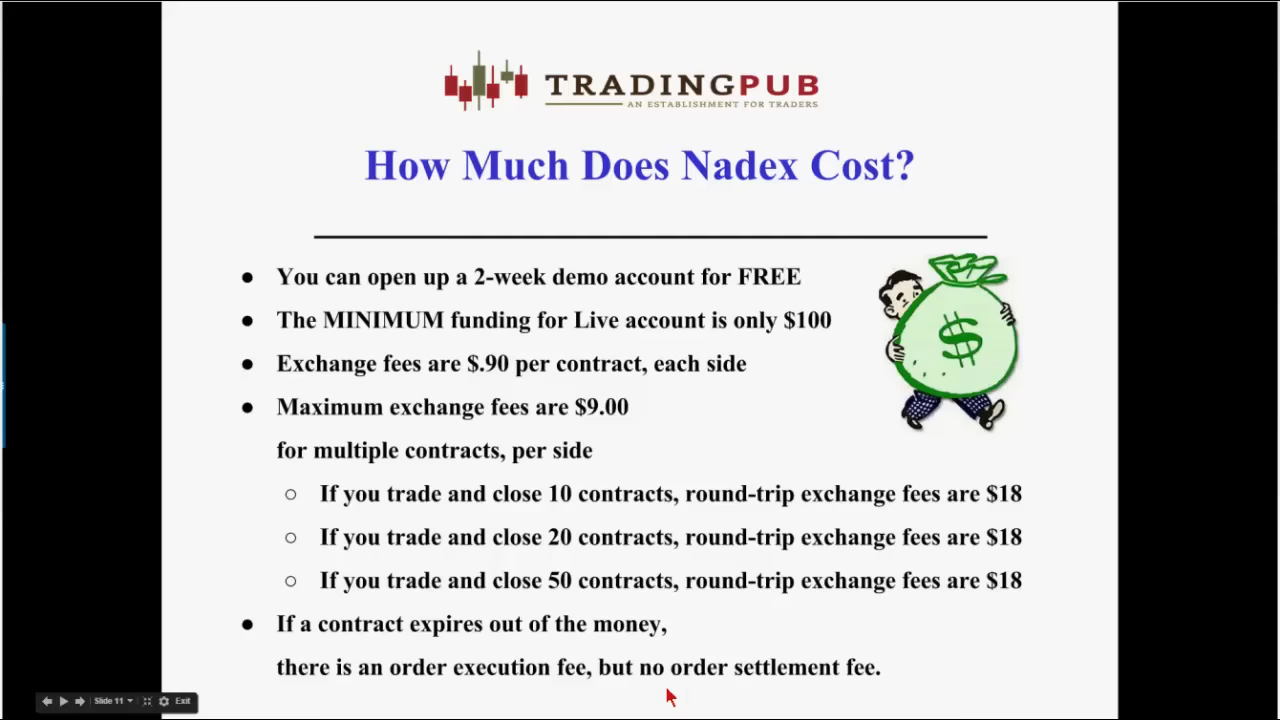 TRADINGPUB
AN ESTABLISHMENT FOR TRADERS
How Much Does Nadex Cost?
● You can open up a 2-week demo account for FREE
● The MINIMUM funding for Live account is only $100
● Exchange fees are $.90 per contract, each side
● Maximum exchange fees are $9.00
for multiple contracts, per side
○ If you trade and close 10 contracts, round-trip exchange fees are $18
○ If you trade and close 20 contracts, round-trip exchange fees are $18
○ If you trade and close 50 contracts, round-trip exchange fees are $18
● If a contract expires out of the money,
there is an order execution fee, but no order settlement fee.
$
Slide 11 Exit